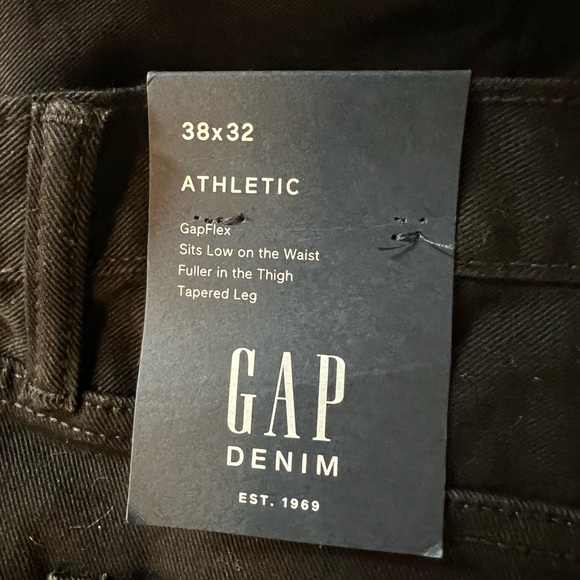 38x32
ATHLETIC
GapFlex
Sits Low on the Waist
Fuller in the Thigh
Tapered Leg
GAP
DENIM
EST. 1969